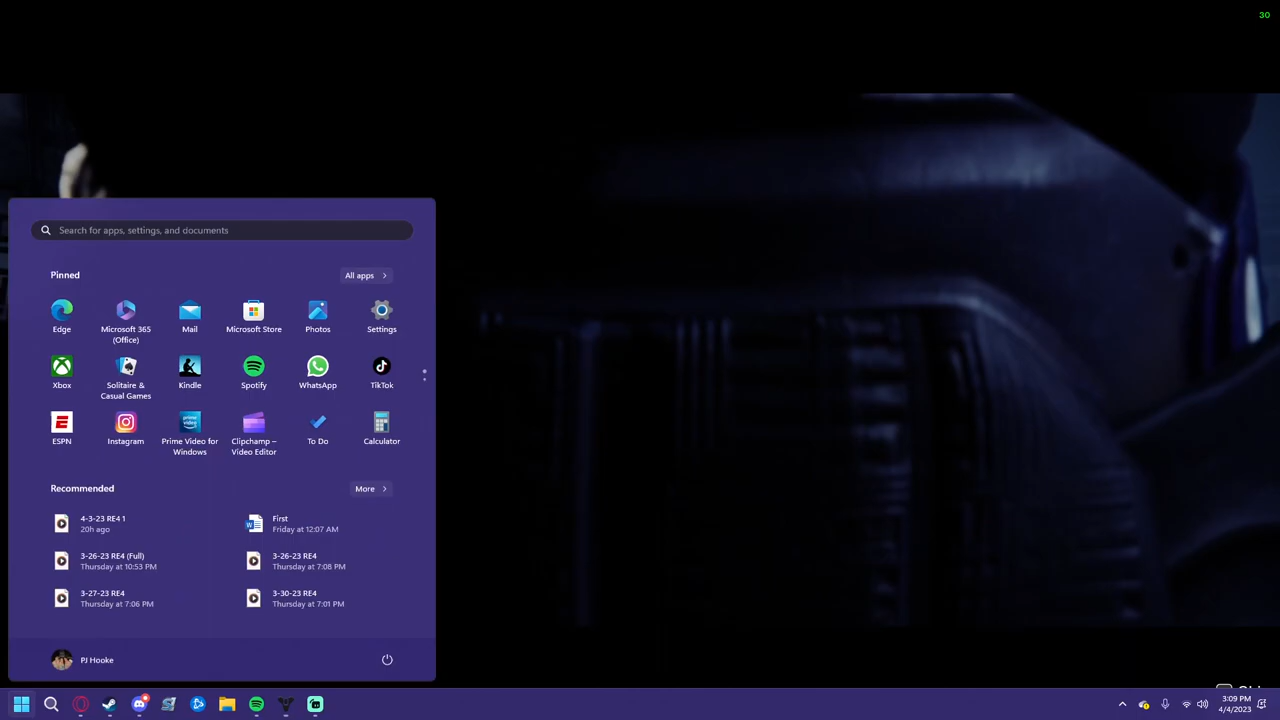 30
Search for apps, settings, and documents
Pinned
All apps
Edge
Microsoft 365
(Office)
Mail
Microsoft Store
Photos
Settings
Xbox
Solitaire &
Casual Games
Kindle
Spotify
WhatsApp
TikTok
ESPN
Instagram
prime
video
Prime Video for
Windows
Clipchamp –
Video Editor
To Do
Calculator
Recommended
More
4-3-23 RE4 1
20h ago
First
Friday at 12:07 AM
3-26-23 RE4 (Full)
Thursday at 10:53 PM
3-26-23 RE4
Thursday at 7:08 PM
3-27-23 RE4
Thursday at 7:06 PM
3-30-23 RE4
Thursday at 7:01 PM
PJ Hooke
3:09 PM
4/4/2023